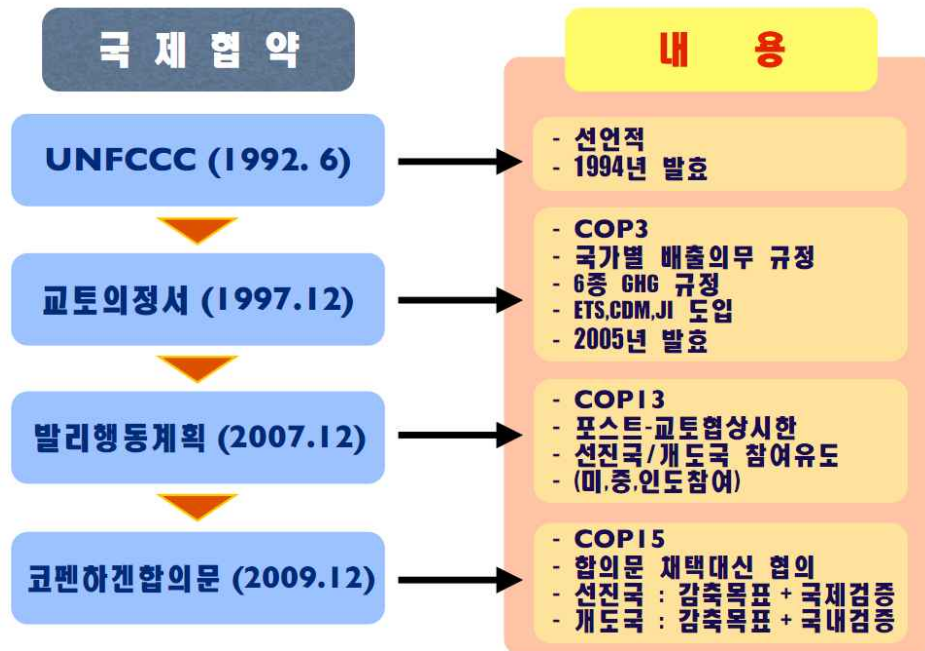 국제협약
내 용
UNFCCC (1992. 6)
- 선언적
- 1994년 발효
교토의정서 (1997.12)
- COP3
- 국가별 배출의무 규정
- 6종 GHG 규정
- ETS,CDM,JI 도입
- 2005년 발효
발리행동계획 (2007.12)
- COP13
- 포스트-교토협상시한
- 선진국/개도국 참여유도
- (미,중,인도참여)
코펜하겐합의문 (2009.12)
- COP15
- 합의문 채택대신 협의
- 선진국 : 감축목표 + 국제검증
- 개도국 : 감축목표 + 국내검증